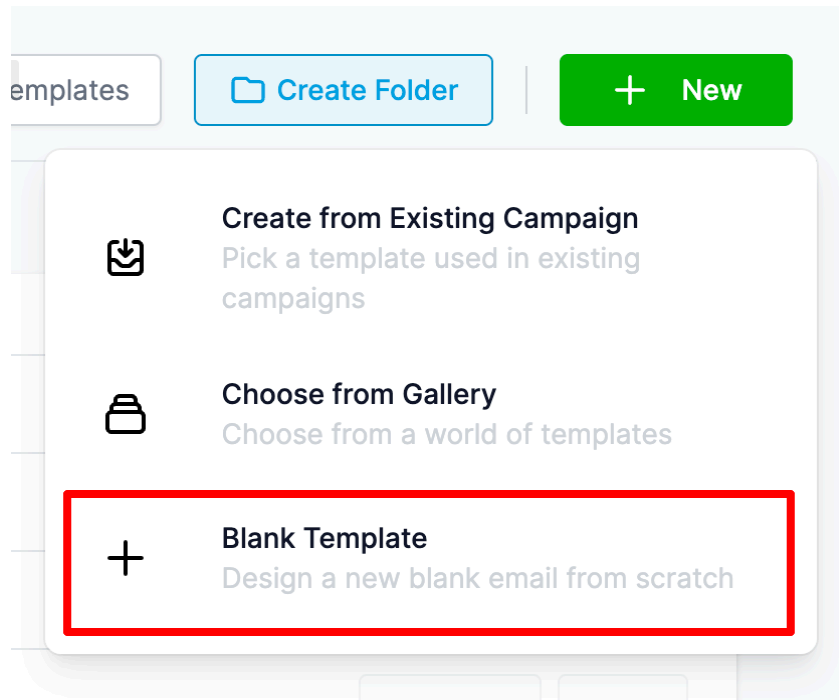 emplates
Create Folder
New
Create from Existing Campaign
Pick a template used in existing
campaigns
Choose from Gallery
Choose from a world of templates
Blank Template
Design a new blank email from scratch